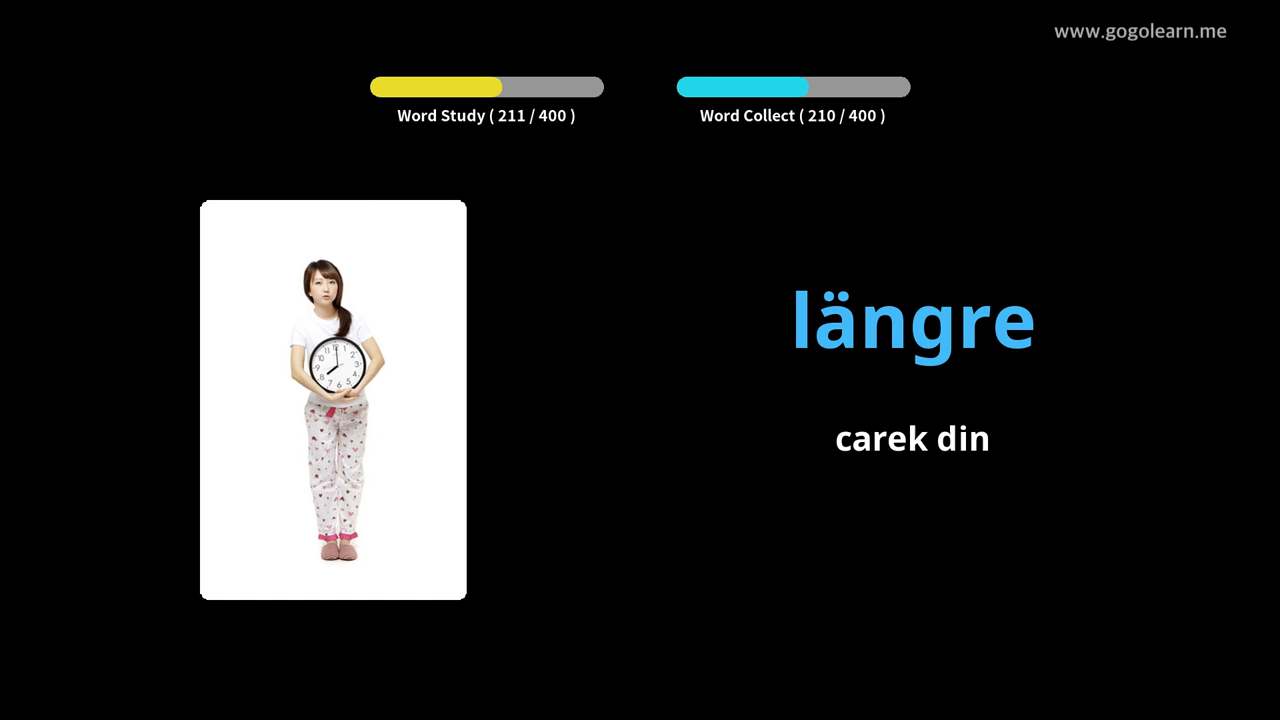 www.gogolearn.me
Word Study ( 211 / 400 )
Word Collect ( 210 / 400 )
längre
carek din